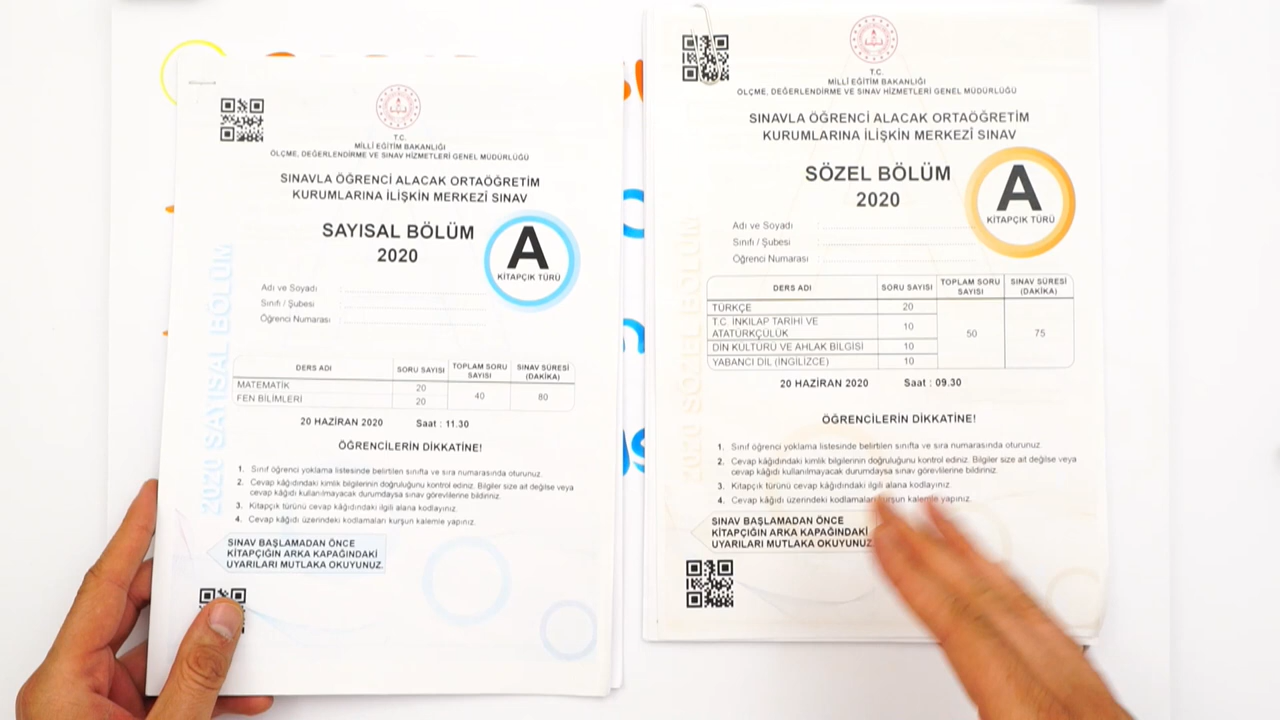 T.C.
MİLLİ EĞİTİM BAKANLIĞI
ÖLÇME, DEĞERLENDİRME VE SINAV HİZMETLERİ GENEL MÜDÜRLÜĞÜ
SINAVLA ÖĞRENCİ ALACAK ORTAÖĞRETİM
KURUMLARINA İLİŞKİN MERKEZİ SINAV
SAYISAL BÖLÜM
2020
A
KİTAPÇIK TÜRÜ
Adı ve Soyadı :
Sınıfı / Şubesi :
Öğrenci Numarası :
DERS ADI SORU SAYISI TOPLAM SORU SAYISI SINAV SÜRESİ (DAKİKA)
MATEMATİK 20 40 80
FEN BİLİMLERİ 20
20 HAZİRAN 2020 Saat : 11.30
ÖĞRENCİLERİN DİKKATİNE!
1. Sınıf öğrenci yoklama listesinde belirtilen sınıfta ve sıra numarasında oturunuz.
2. Cevap kâğıdındaki kimlik bilgilerinin doğruluğunu kontrol ediniz. Bilgiler size ait değilse veya
cevap kâğıdı kullanılmayacak durumdaysa sınav görevlilerine bildiriniz.
3. Kitapçık türünü cevap kâğıdındaki ilgili alana kodlayınız.
4. Cevap kâğıdı üzerindeki kodlamaları kurşun kalemle yapınız.
SINAV BAŞLAMADAN ÖNCE
KİTAPÇIĞIN ARKA KAPAĞINDAKİ
UYARILARI MUTLAKA OKUYUNUZ.
2020 SAYISAL BÖLÜM
T.C.
MİLLİ EĞİTİM BAKANLIĞI
ÖLÇME, DEĞERLENDİRME VE SINAV HİZMETLERİ GENEL MÜDÜRLÜĞÜ
SINAVLA ÖĞRENCİ ALACAK ORTAÖĞRETİM
KURUMLARINA İLİŞKİN MERKEZİ SINAV
SÖZEL BÖLÜM
2020
A
KİTAPÇIK TÜRÜ
Adı ve Soyadı :
Sınıfı / Şubesi :
Öğrenci Numarası :
DERS ADI SORU SAYISI TOPLAM SORU SAYISI SINAV SÜRESİ (DAKİKA)
TÜRKÇE 20 50 75
T.C. İNKILAP TARİHİ VE
ATATÜRKÇÜLÜK 10
DİN KÜLTÜRÜ VE AHLAK BİLGİSİ 10
YABANCI DİL (İNGİLİZCE) 10
20 HAZİRAN 2020 Saat : 09.30
ÖĞRENCİLERİN DİKKATİNE!
1. Sınıf öğrenci yoklama listesinde belirtilen sınıfta ve sıra numarasında oturunuz.
2. Cevap kâğıdındaki kimlik bilgilerinin doğruluğunu kontrol ediniz. Bilgiler size ait değilse veya
cevap kâğıdı kullanılmayacak durumdaysa sınav görevlilerine bildiriniz.
3. Kitapçık türünü cevap kâğıdındaki ilgili alana kodlayınız.
4. Cevap kâğıdı üzerindeki kodlamaları kurşun kalemle yapınız.
SINAV BAŞLAMADAN ÖNCE
KİTAPÇIĞIN ARKA KAPAĞINDAKİ
UYARILARI MUTLAKA OKUYUNUZ.
2020 SÖZEL BÖLÜM